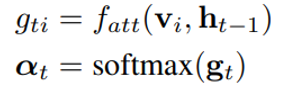 g_{ti} = f_{att}(v_i, h_{t−1})
α_t = softmax(g_t)